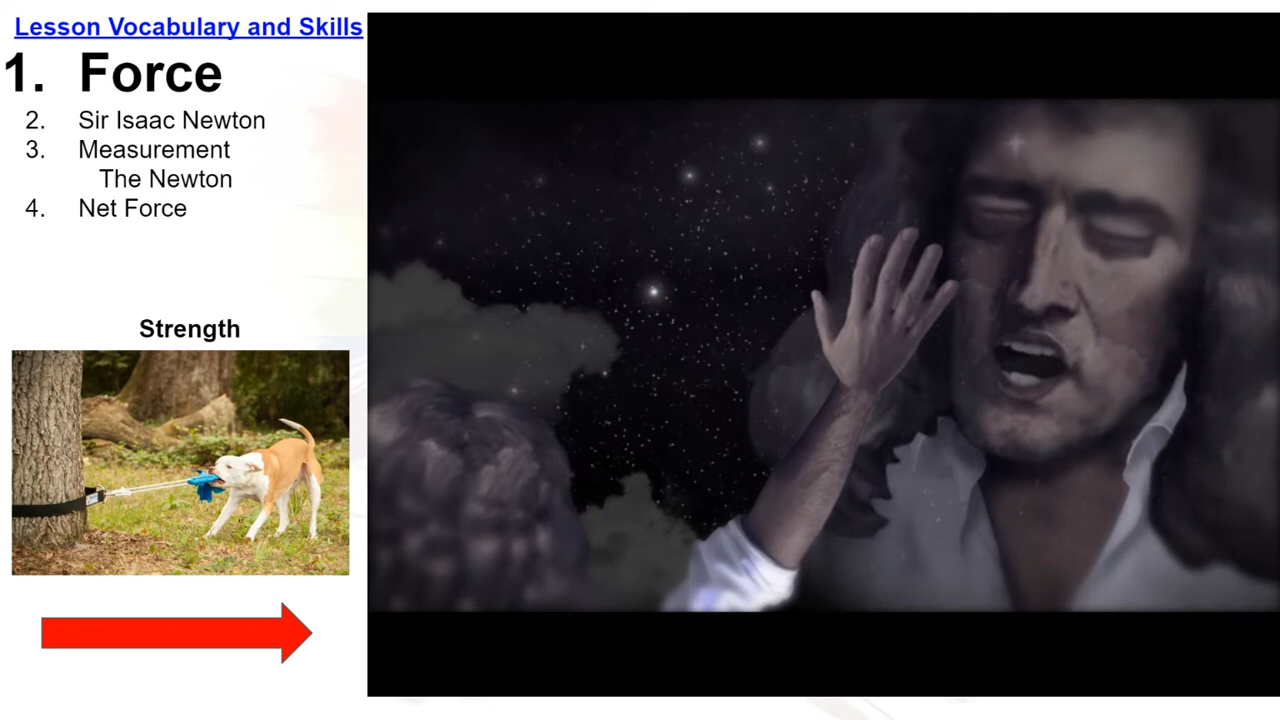 Lesson Vocabulary and Skills
1. Force
2. Sir Isaac Newton
3. Measurement
The Newton
4. Net Force
Strength